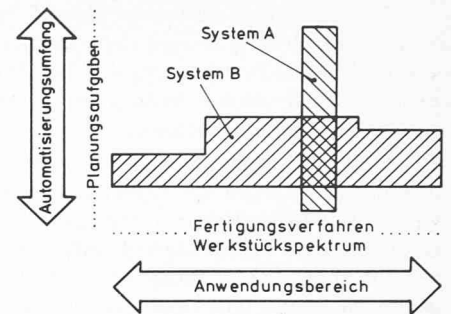 System A
System B
Automatisierungsumfang
Planungsaufgaben
Fertigungsverfahren
Werkstückspektrum
Anwendungsbereich